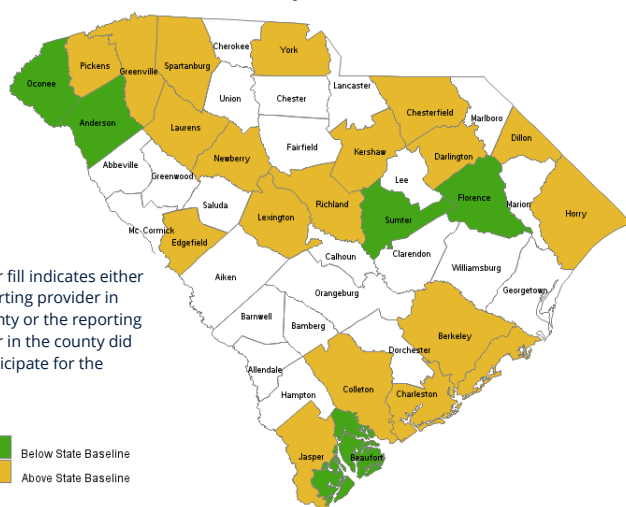 Cherokee
York
Pickens
Greenville
Spartanburg
Oconee
Union
Chester
Lancaster
Anderson
Laurens
Chesterfield
Marlboro
Dillon
Abbeville
Newberry
Fairfield
Kershaw
Darlington
Greenwood
Lee
Saluda
Lexington
Richland
Sumter
Florence
Marion
Horry
Mc Cormick
Edgefield
Calhoun
Clarendon
Williamsburg
Aiken
Orangeburg
Georgetown
Barnwell
Bamberg
Berkeley
Dorchester
Allendale
Hampton
Colleton
Charleston
Jasper
Beaufort
r fill indicates either
rting provider in
nty or the reporting
r in the county did
ticipate for the
Below State Baseline
Above State Baseline